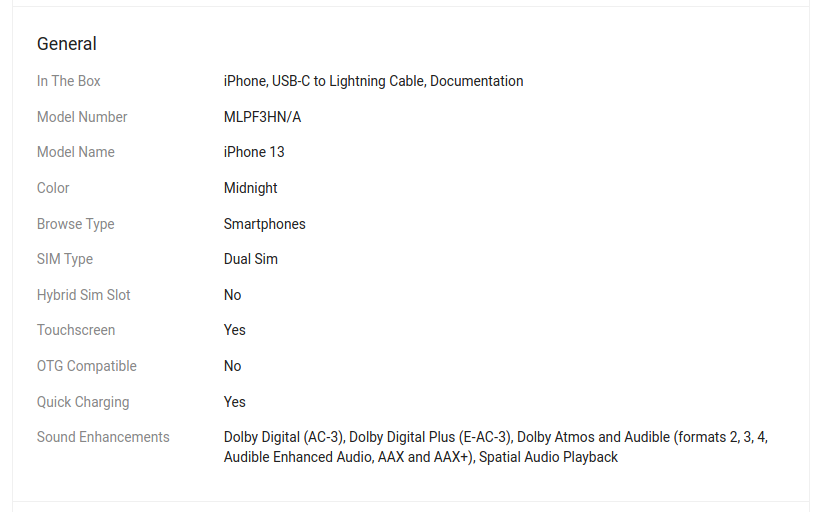 General
In The Box iPhone, USB-C to Lightning Cable, Documentation
Model Number MLPF3HN/A
Model Name iPhone 13
Color Midnight
Browse Type Smartphones
SIM Type Dual Sim
Hybrid Sim Slot No
Touchscreen Yes
OTG Compatible No
Quick Charging Yes
Sound Enhancements Dolby Digital (AC-3), Dolby Digital Plus (E-AC-3), Dolby Atmos and Audible (formats 2, 3, 4,
Audible Enhanced Audio, AAX and AAX+), Spatial Audio Playback